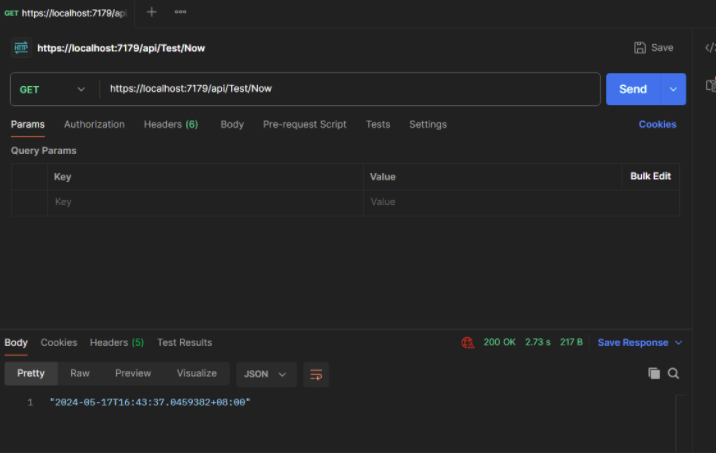 GET https://localhost:7179/api
HTTP https://localhost:7179/api/Test/Now Save
GET https://localhost:7179/api/Test/Now Send
Params Authorization Headers (6) Body Pre-request Script Tests Settings Cookies
Query Params
Key Value Bulk Edit
Key Value
Body Cookies Headers (5) Test Results 200 OK 2.73 s 217 B Save Response
Pretty Raw Preview Visualize JSON
1 "2024-05-17T16:43:37.0459382+08:00"